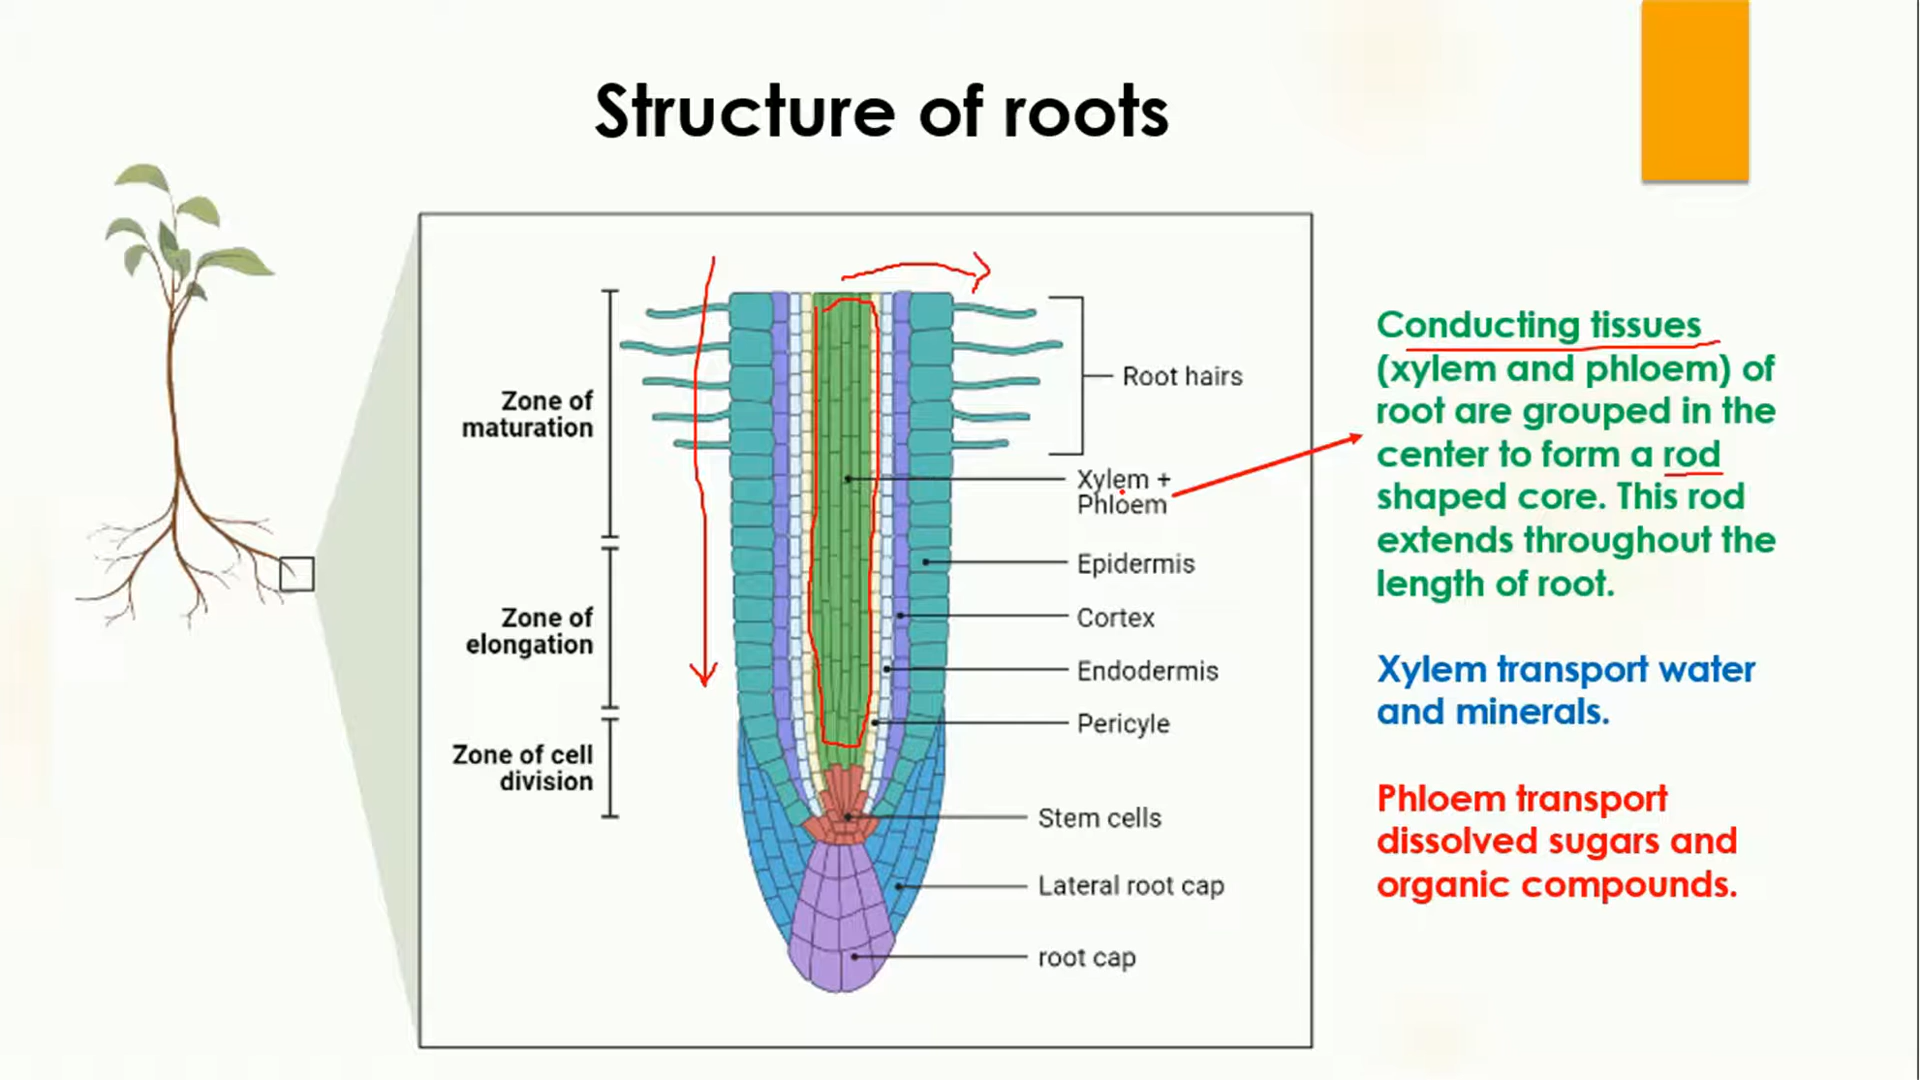 Structure of roots
Zone of
maturation
Zone of
elongation
Zone of cell
division
Root hairs
Xylem +
Phloem
Epidermis
Cortex
Endodermis
Pericyle
Stem cells
Lateral root cap
root cap
Conducting tissues
(xylem and phloem) of
root are grouped in the
center to form a rod
shaped core. This rod
extends throughout the
length of root.
Xylem transport water
and minerals.
Phloem transport
dissolved sugars and
organic compounds.